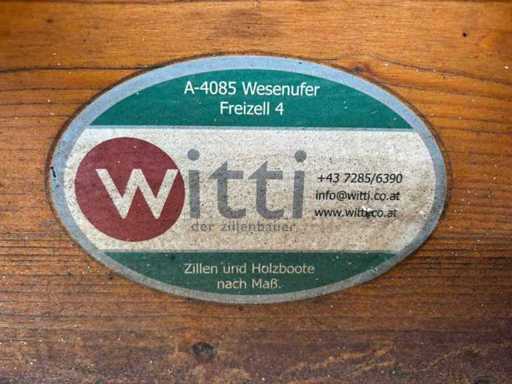 A-4085 Wesenufer
Freizell 4
witti
der zillenbauer
+43 7285/6390
info@witti.co.at
www.witti.co.at
Zillen und Holzboote
nach Maß.